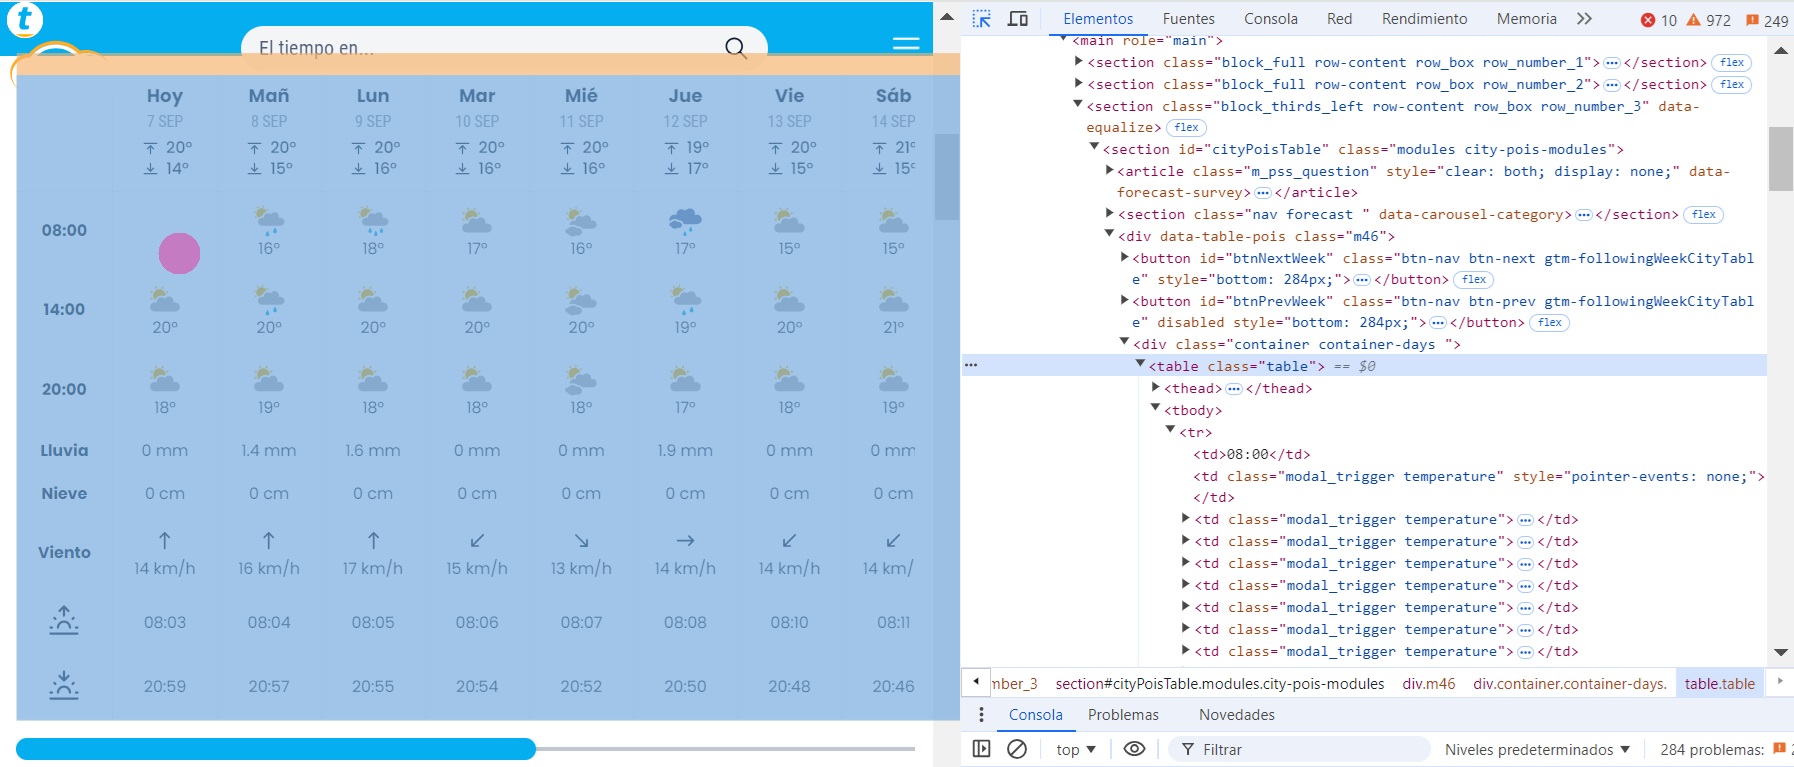 t
El tiempo en...
Hoy Mañ Lun Mar Mié Jue Vie Sáb
7 SEP 8 SEP 9 SEP 10 SEP 11 SEP 12 SEP 13 SEP 14 SEP
20° 20° 20° 20° 20° 19° 20° 21°
14° 15° 16° 16° 16° 17° 15° 15°
08:00
16° 18° 17° 16° 17° 15° 15°
14:00
20° 20° 20° 20° 20° 19° 20° 21°
20:00
18° 19° 18° 18° 18° 17° 18° 19°
Lluvia 0 mm 1.4 mm 1.6 mm 0 mm 0 mm 1.9 mm 0 mm 0 mm
Nieve 0 cm 0 cm 0 cm 0 cm 0 cm 0 cm 0 cm 0 cm
Viento
14 km/h 16 km/h 17 km/h 15 km/h 13 km/h 14 km/h 14 km/h 14 km/
08:03 08:04 08:05 08:06 08:07 08:08 08:10 08:11
20:59 20:57 20:55 20:54 20:52 20:50 20:48 20:46
Elementos Fuentes Consola Red Rendimiento Memoria 10 972 249
<main role="main">
<section class="block_full row-content row_box row_number_1">…</section> flex
<section class="block_full row-content row_box row_number_2">…</section> flex
<section class="block_thirds_left row-content row_box row_number_3" data-
equalize> flex
<section id="cityPoisTable" class="modules city-pois-modules">
<article class="m_pss_question" style="clear: both; display: none;" data-
forecast-survey>…</article>
<section class="nav forecast " data-carousel-category>…</section> flex
<div data-table-pois class="m46">
<button id="btnNextWeek" class="btn-nav btn-next gtm-followingWeekCityTabl
e" style="bottom: 284px;">…</button> flex
<button id="btnPrevWeek" class="btn-nav btn-prev gtm-followingWeekCityTabl
e" disabled style="bottom: 284px;">…</button> flex
<div class="container container-days ">
… <table class="table"> == $0
<thead>…</thead>
<tbody>
<tr>
<td>08:00</td>
<td class="modal_trigger temperature" style="pointer-events: none;">
</td>
<td class="modal_trigger temperature">…</td>
<td class="modal_trigger temperature">…</td>
<td class="modal_trigger temperature">…</td>
<td class="modal_trigger temperature">…</td>
<td class="modal_trigger temperature">…</td>
<td class="modal_trigger temperature">…</td>
<td class="modal_trigger temperature">…</td>
mber_3 section#cityPoisTable.modules.city-pois-modules div.m46 div.container.container-days. table.table
Consola Problemas Novedades
top Filtrar Niveles predeterminados 284 problemas: 2